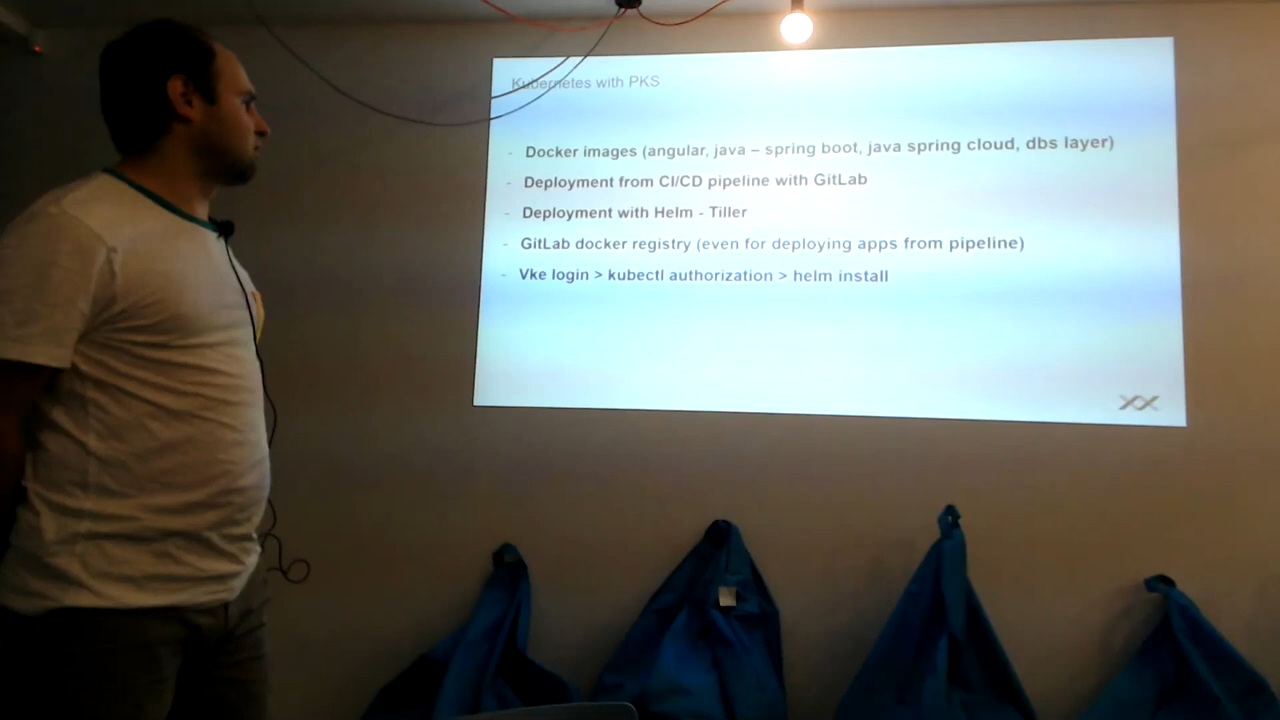 Kubernetes with PKS
- Docker images (angular, java – spring boot, java spring cloud, dbs layer)
- Deployment from CI/CD pipeline with GitLab
- Deployment with Helm - Tiller
- GitLab docker registry (even for deploying apps from pipeline)
- Vke login > kubectl authorization > helm install